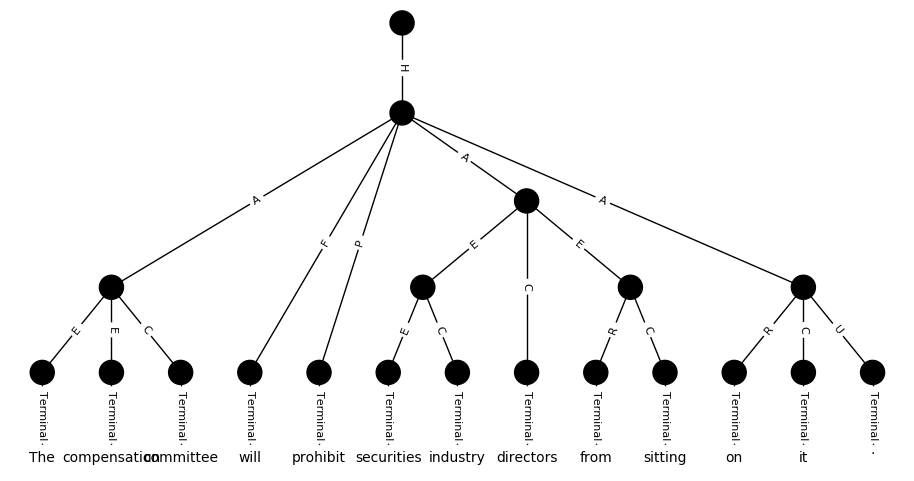 H
A
A
A
F
P
E
E
C
E
E
C
E
C
R
C
R
C
U
Terminal Terminal Terminal Terminal Terminal Terminal Terminal Terminal Terminal Terminal Terminal Terminal Terminal
The compensation committee will prohibit securities industry directors from sitting on it .